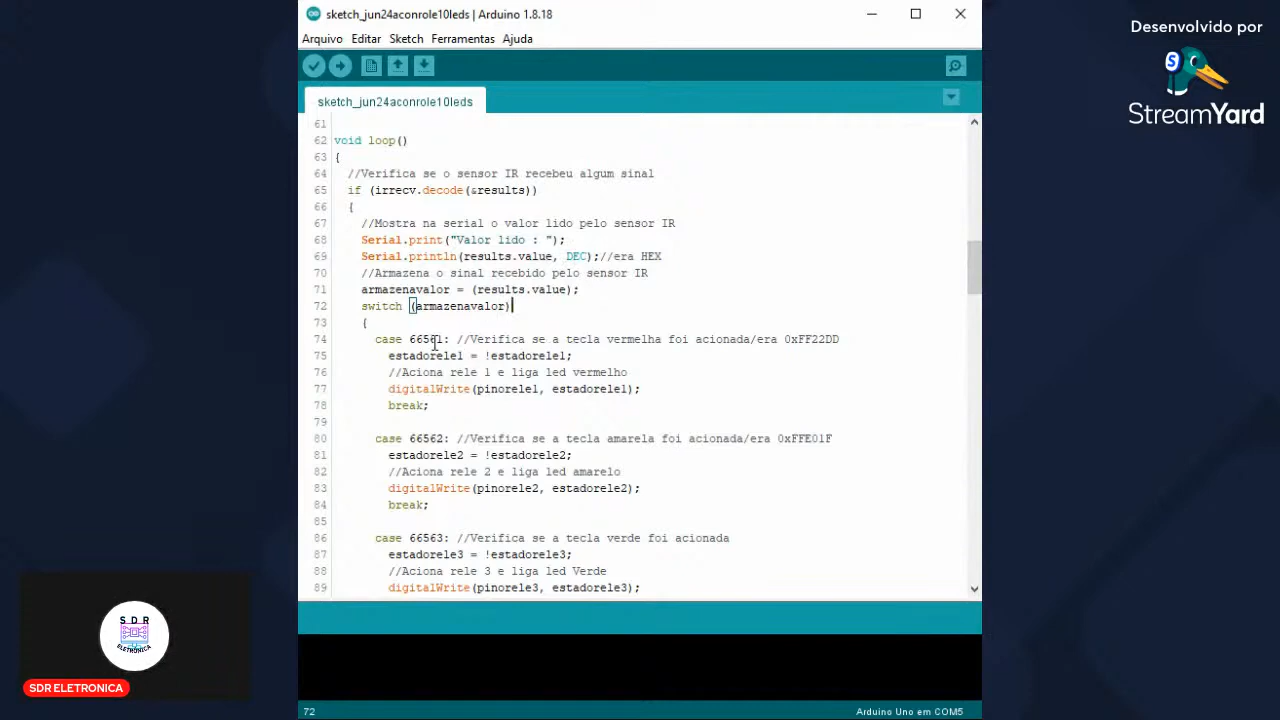 sketch_jun24aconrole10leds | Arduino 1.8.18
Arquivo Editar Sketch Ferramentas Ajuda
sketch_jun24aconrole10leds
61
62 void loop()
63 {
64 //Verifica se o sensor IR recebeu algum sinal
65 if (irrecv.decode(&results))
66 {
67 //Mostra na serial o valor lido pelo sensor IR
68 Serial.print("Valor lido : ");
69 Serial.println(results.value, DEC);//era HEX
70 //Armazena o sinal recebido pelo sensor IR
71 armazenavalor = (results.value);
72 switch (armazenavalor)
73 {
74 case 66561: //Verifica se a tecla vermelha foi acionada/era 0xFF22DD
75 estadorele1 = !estadorele1;
76 //Aciona rele 1 e liga led vermelho
77 digitalWrite(pinorele1, estadorele1);
78 break;
79
80 case 66562: //Verifica se a tecla amarela foi acionada/era 0xFFE01F
81 estadorele2 = !estadorele2;
82 //Aciona rele 2 e liga led amarelo
83 digitalWrite(pinorele2, estadorele2);
84 break;
85
86 case 66563: //Verifica se a tecla verde foi acionada
87 estadorele3 = !estadorele3;
88 //Aciona rele 3 e liga led Verde
89 digitalWrite(pinorele3, estadorele3);
72
Arduino Uno em COM5
Desenvolvido por
S
StreamYard
S D R
ELETRONICA
SDR ELETRONICA